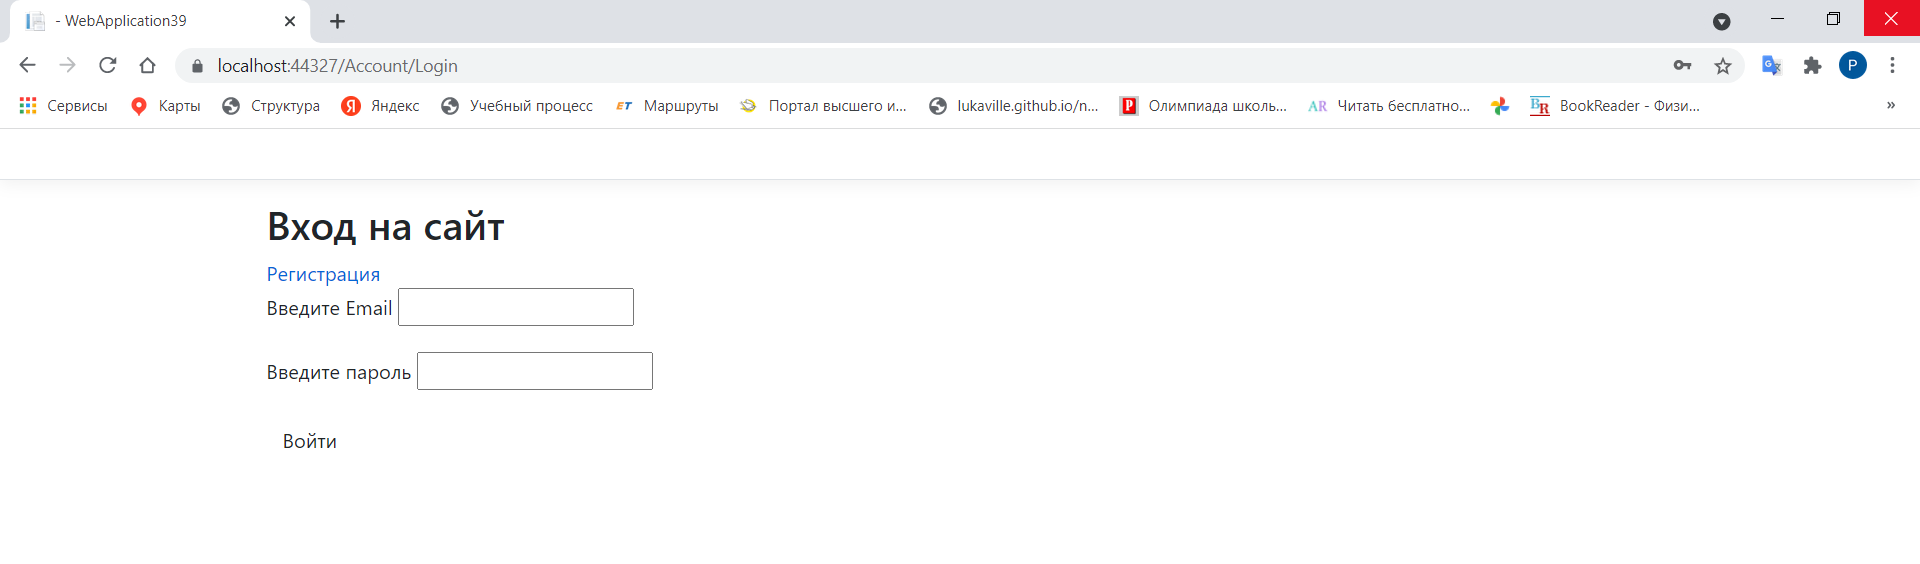 - WebApplication39
localhost:44327/Account/Login
P
Сервисы Карты Структура Яндекс Учебный процесс ET Маршруты Портал высшего и... lukaville.github.io/n... Олимпиада школь... AR Читать бесплатно... BR BookReader - Физи... »
Вход на сайт
Регистрация
Введите Email
Введите пароль
Войти